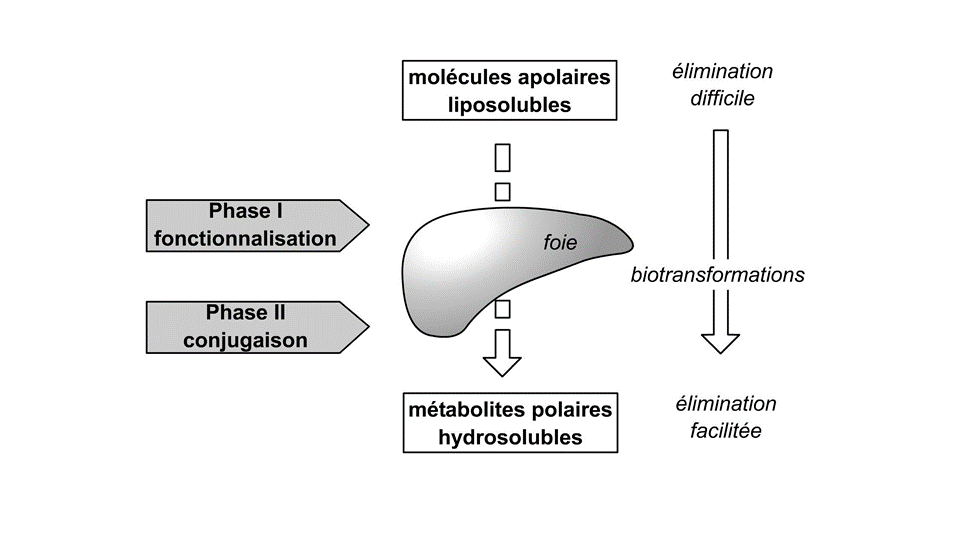 molécules apolaires
liposolubles
élimination
difficile
Phase I
fonctionnalisation
foie
biotransformations
Phase II
conjugaison
métabolites polaires
hydrosolubles
élimination
facilitée